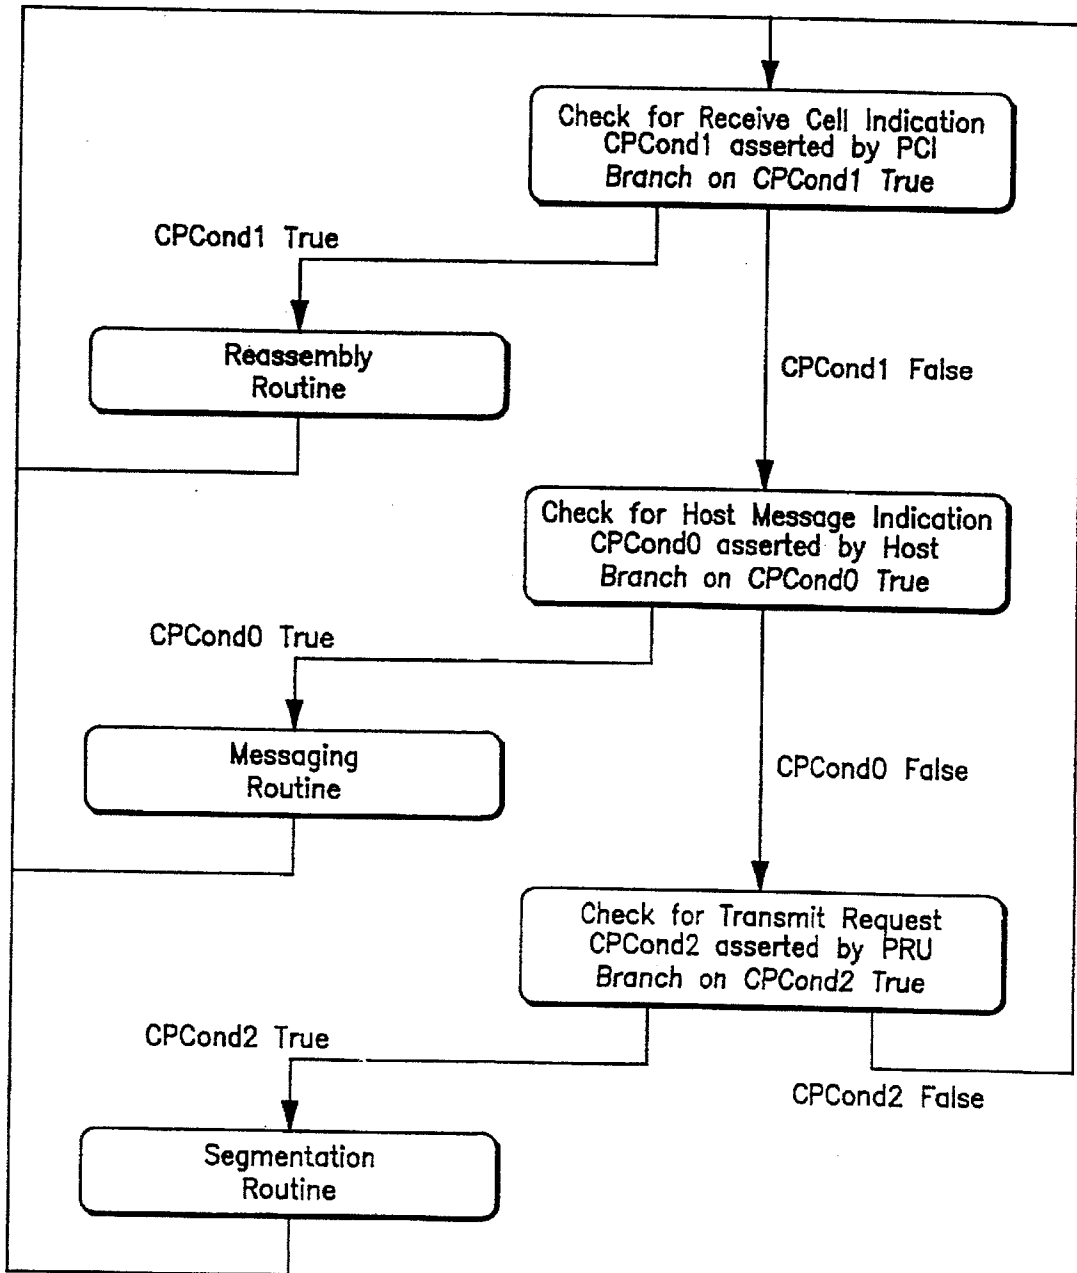 Check for Receive Cell Indication
CPCond1 asserted by PCI
Branch on CPCond1 True
CPCond1 True
Reassembly
Routine
CPCond1 False
Check for Host Message Indication
CPCond0 asserted by Host
Branch on CPCond0 True
CPCond0 True
Messaging
Routine
CPCond0 False
Check for Transmit Request
CPCond2 asserted by PRU
Branch on CPCond2 True
CPCond2 True
CPCond2 False
Segmentation
Routine